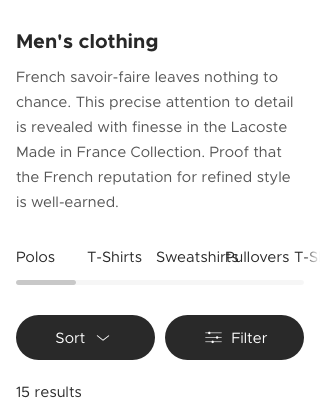 Men's clothing
French savoir-faire leaves nothing to
chance. This precise attention to detail
is revealed with finesse in the Lacoste
Made in France Collection. Proof that
the French reputation for refined style
is well-earned.
Polos T-Shirts Sweatshirts Pullovers T-S
Sort Filter
15 results